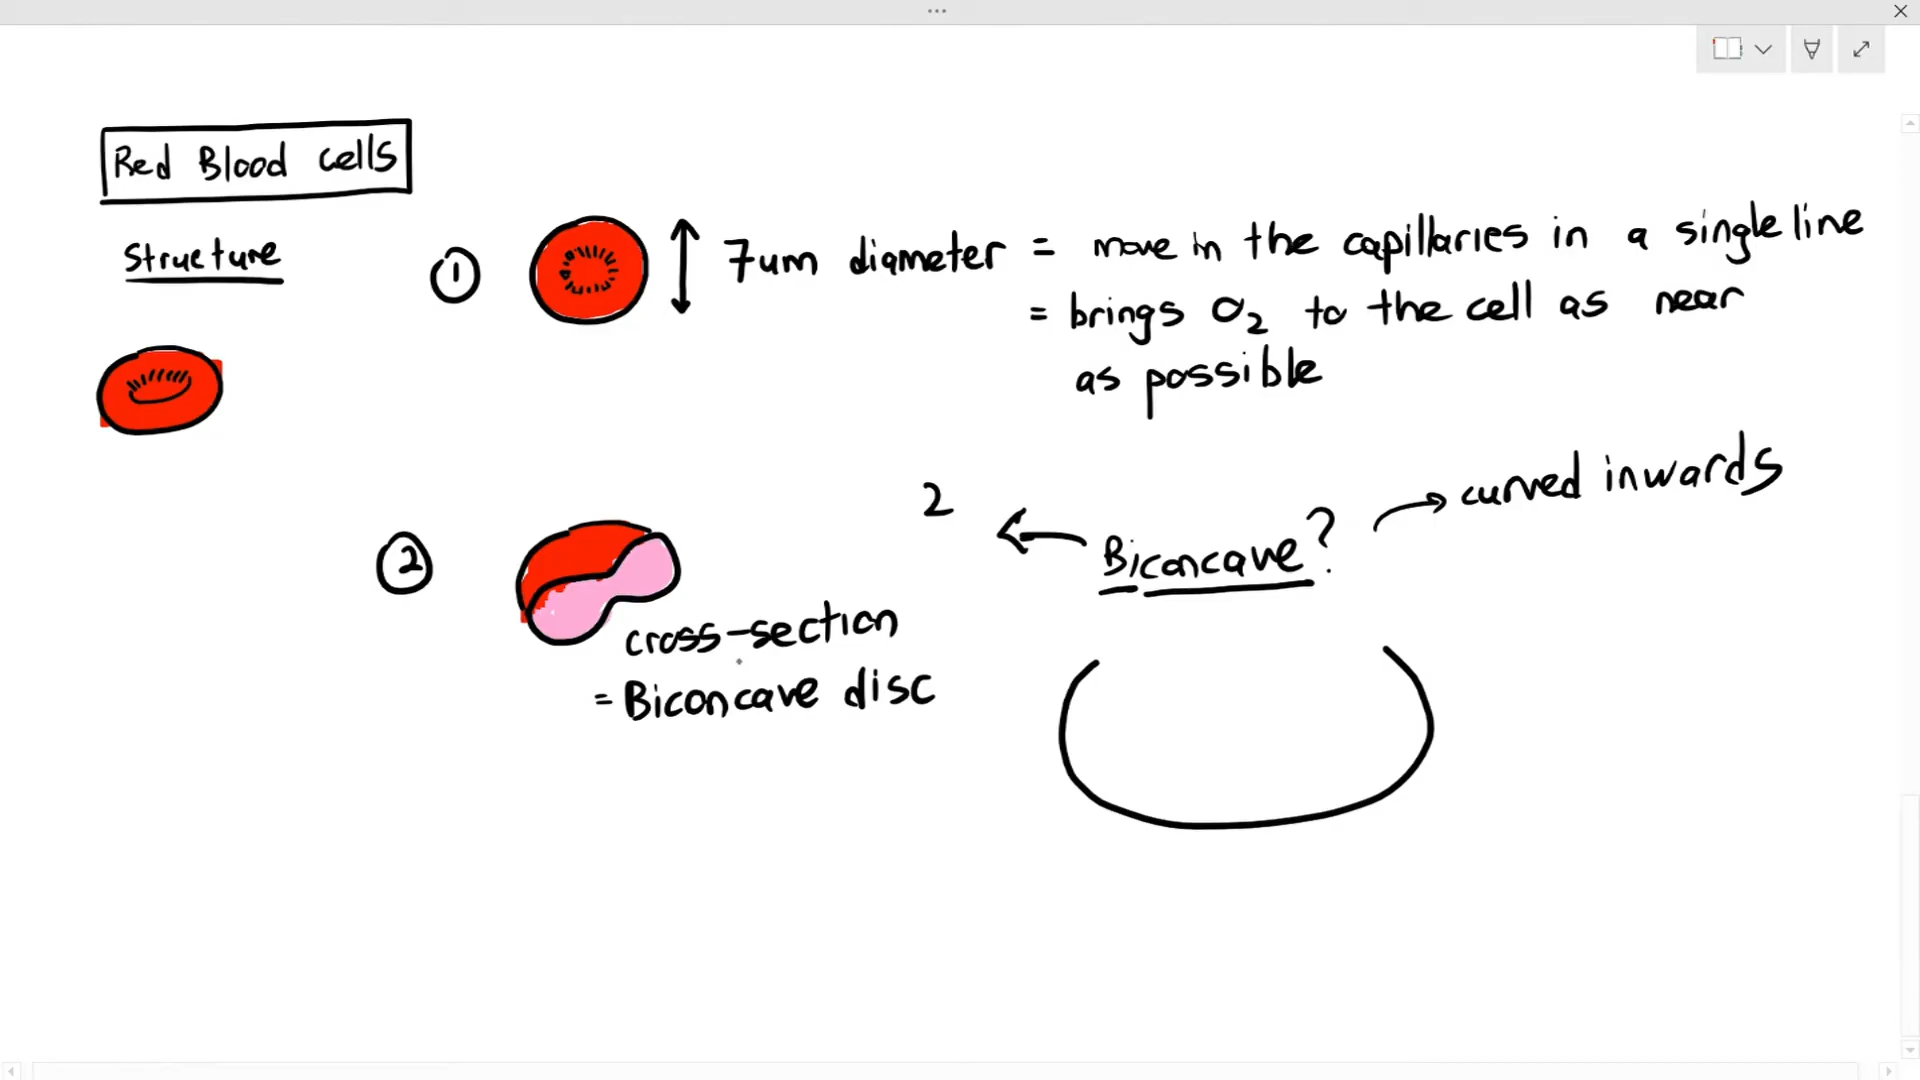 Red Blood cells
Structure
1
7um diameter = move in the capillaries in a single line
= brings O2 to the cell as near
as possible
2
2
Biconcave?
curved inwards
cross-section
= Biconcave disc